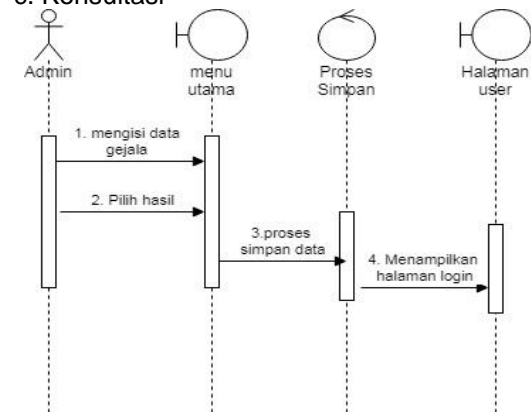 Konsultasi
Admin
menu
utama
Proses
Simpan
Halaman
user
1. mengisi data
gejala
2. Pilih hasil
3.proses
simpan data
4. Menampilkan
halaman login